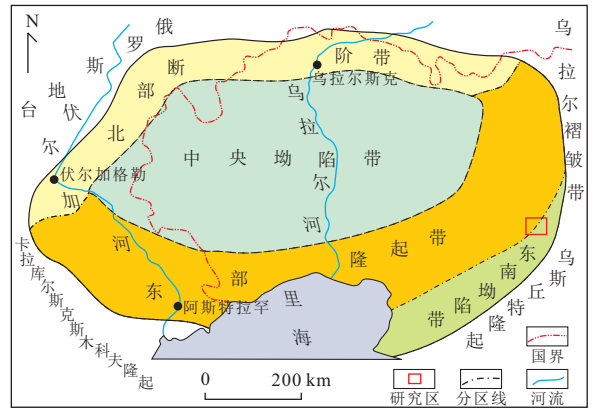 N
俄罗斯地台
乌拉尔褶皱带
北部断阶带
乌拉尔斯克
伏尔加河
乌拉尔河
中央坳陷带
伏尔加格勒
东部隆起带
阿斯特拉罕
里海
东南坳陷带
乌斯丘特隆起
卡拉库尔斯克斯木科夫隆起
0 200 km
国界
研究区
分区线
河流